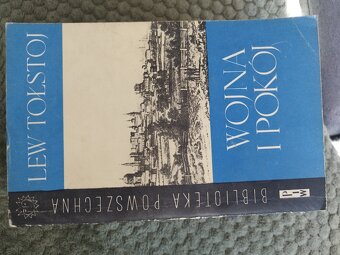 LEW TOŁSTOJ
WOJNA
I POKÓJ
BIBLIOTEKA POWSZECHNA
PIW